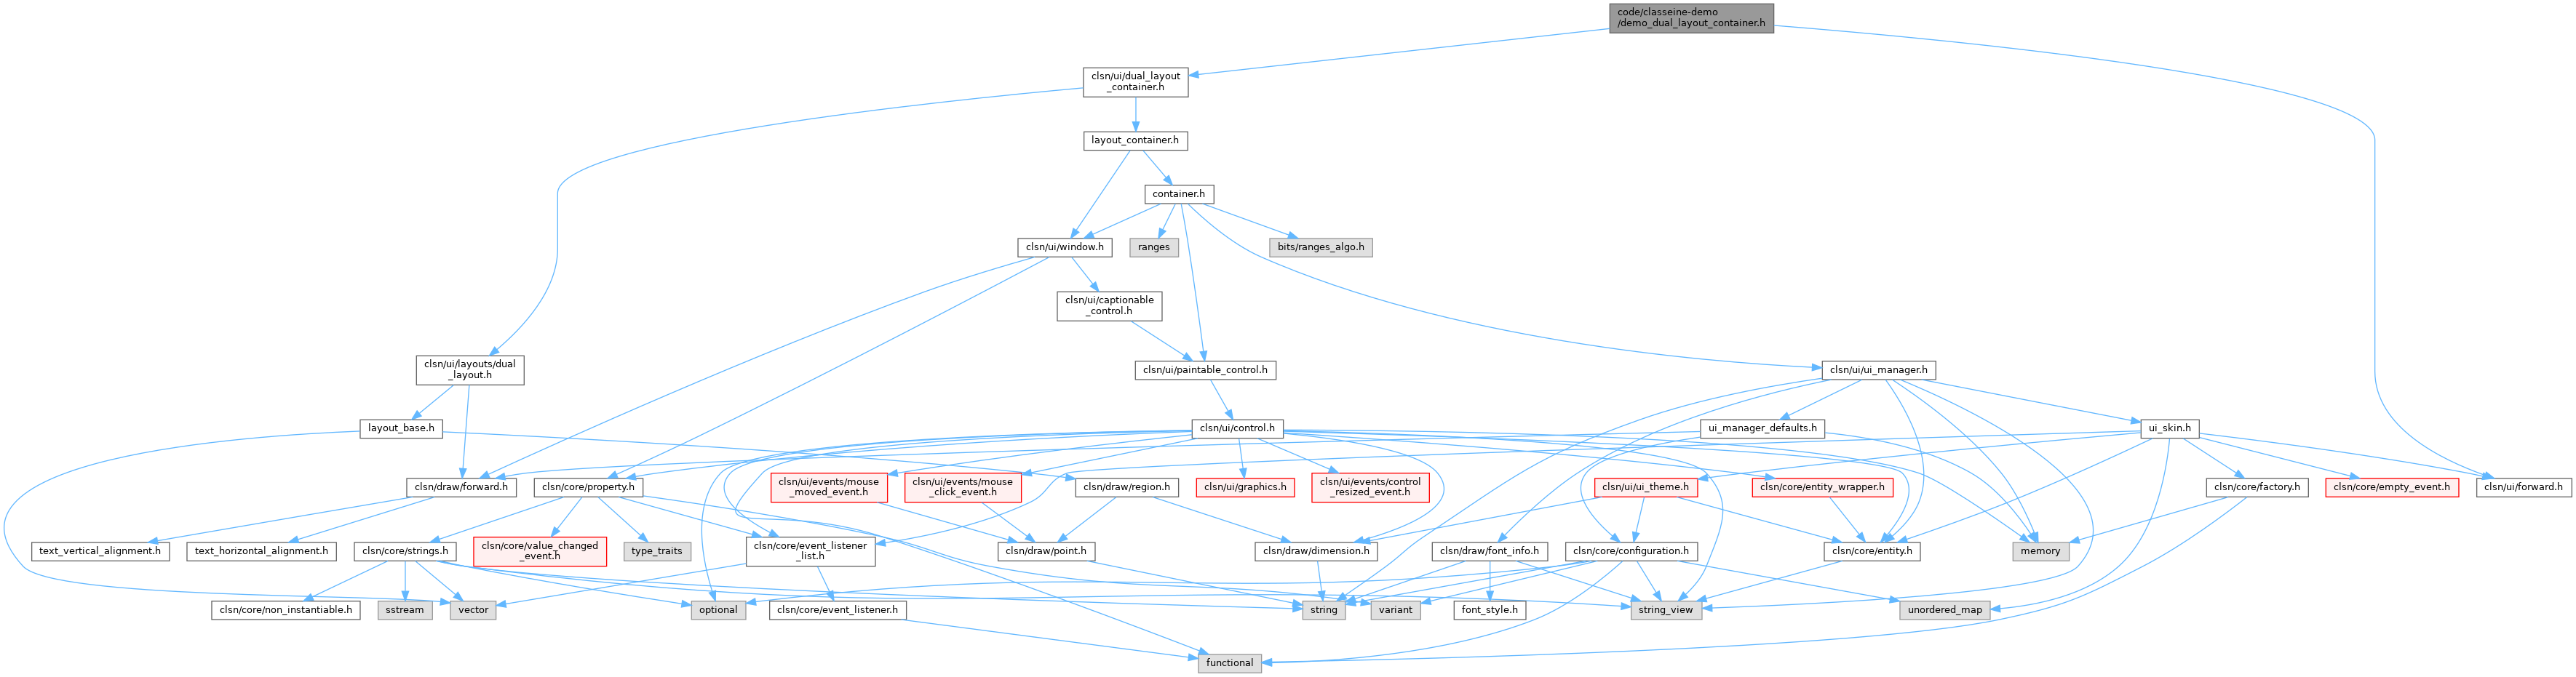 code/classeine-demo
/demo_dual_layout_container.h
clsn/ui/dual_layout
_container.h
layout_container.h
container.h
clsn/ui/window.h
ranges
bits/ranges_algo.h
clsn/ui/captionable
_control.h
clsn/ui/layouts/dual
_layout.h
clsn/ui/paintable_control.h
clsn/ui/ui_manager.h
layout_base.h
clsn/ui/control.h
ui_manager_defaults.h
ui_skin.h
clsn/draw/forward.h
clsn/core/property.h
clsn/ui/events/mouse
_moved_event.h
clsn/ui/events/mouse
_click_event.h
clsn/draw/region.h
clsn/ui/graphics.h
clsn/ui/events/control
_resized_event.h
clsn/ui/ui_theme.h
clsn/core/entity_wrapper.h
clsn/core/factory.h
clsn/core/empty_event.h
clsn/ui/forward.h
text_vertical_alignment.h
text_horizontal_alignment.h
clsn/core/strings.h
clsn/core/value_changed
_event.h
type_traits
clsn/core/event_listener
_list.h
clsn/draw/point.h
clsn/draw/dimension.h
clsn/draw/font_info.h
clsn/core/configuration.h
clsn/core/entity.h
memory
clsn/core/non_instantiable.h
sstream
vector
optional
clsn/core/event_listener.h
string
variant
font_style.h
string_view
unordered_map
functional